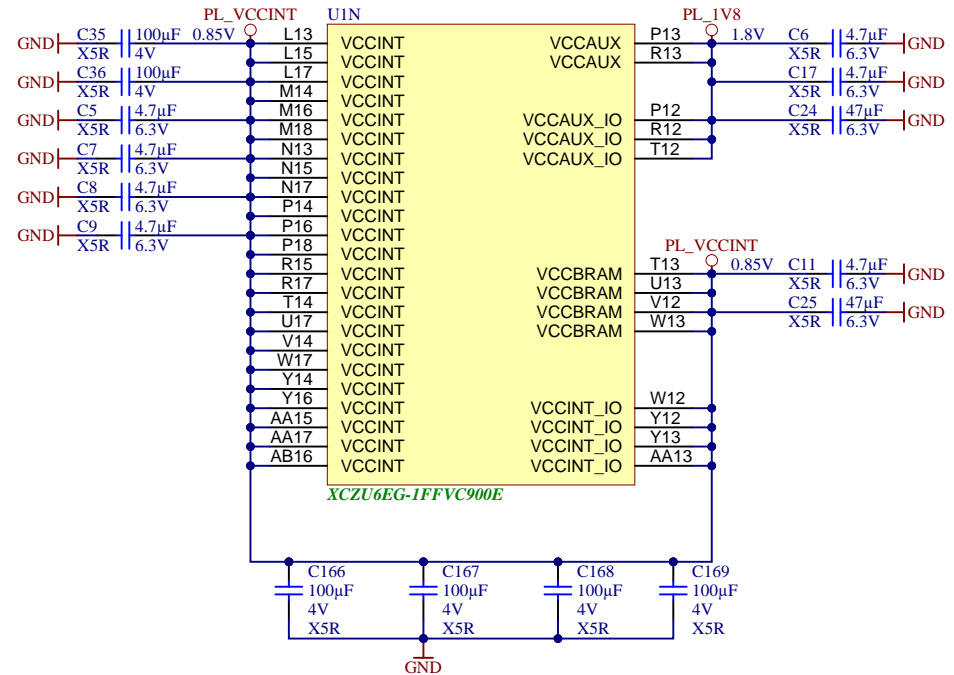 PL_VCCINT U1N PL_1V8
GND C35 100µF 0.85V L13 VCCINT VCCAUX P13 1.8V C6 4.7µF GND
X5R 4V L15 VCCINT VCCAUX R13 X5R 6.3V
GND C36 100µF L17 VCCINT C17 4.7µF GND
X5R 4V M14 VCCINT X5R 6.3V
GND C5 4.7µF M16 VCCINT VCCAUX_IO P12 C24 47µF GND
X5R 6.3V M18 VCCINT VCCAUX_IO R12 X5R 6.3V
GND C7 4.7µF N13 VCCINT VCCAUX_IO T12
X5R 6.3V N15 VCCINT
GND C8 4.7µF N17 VCCINT
X5R 6.3V P14 VCCINT
GND C9 4.7µF P16 VCCINT
X5R 6.3V P18 VCCINT PL_VCCINT
R15 VCCINT VCCBRAM T13 0.85V C11 4.7µF GND
R17 VCCINT VCCBRAM U13 X5R 6.3V
T14 VCCINT VCCBRAM V12 C25 47µF GND
U17 VCCINT VCCBRAM W13 X5R 6.3V
V14 VCCINT
W17 VCCINT
Y14 VCCINT
Y16 VCCINT VCCINT_IO W12
AA15 VCCINT VCCINT_IO Y12
AA17 VCCINT VCCINT_IO Y13
AB16 VCCINT VCCINT_IO AA13
XCZU6EG-1FFVC900E
C166 C167 C168 C169
100µF 100µF 100µF 100µF
4V 4V 4V 4V
X5R X5R X5R X5R
GND